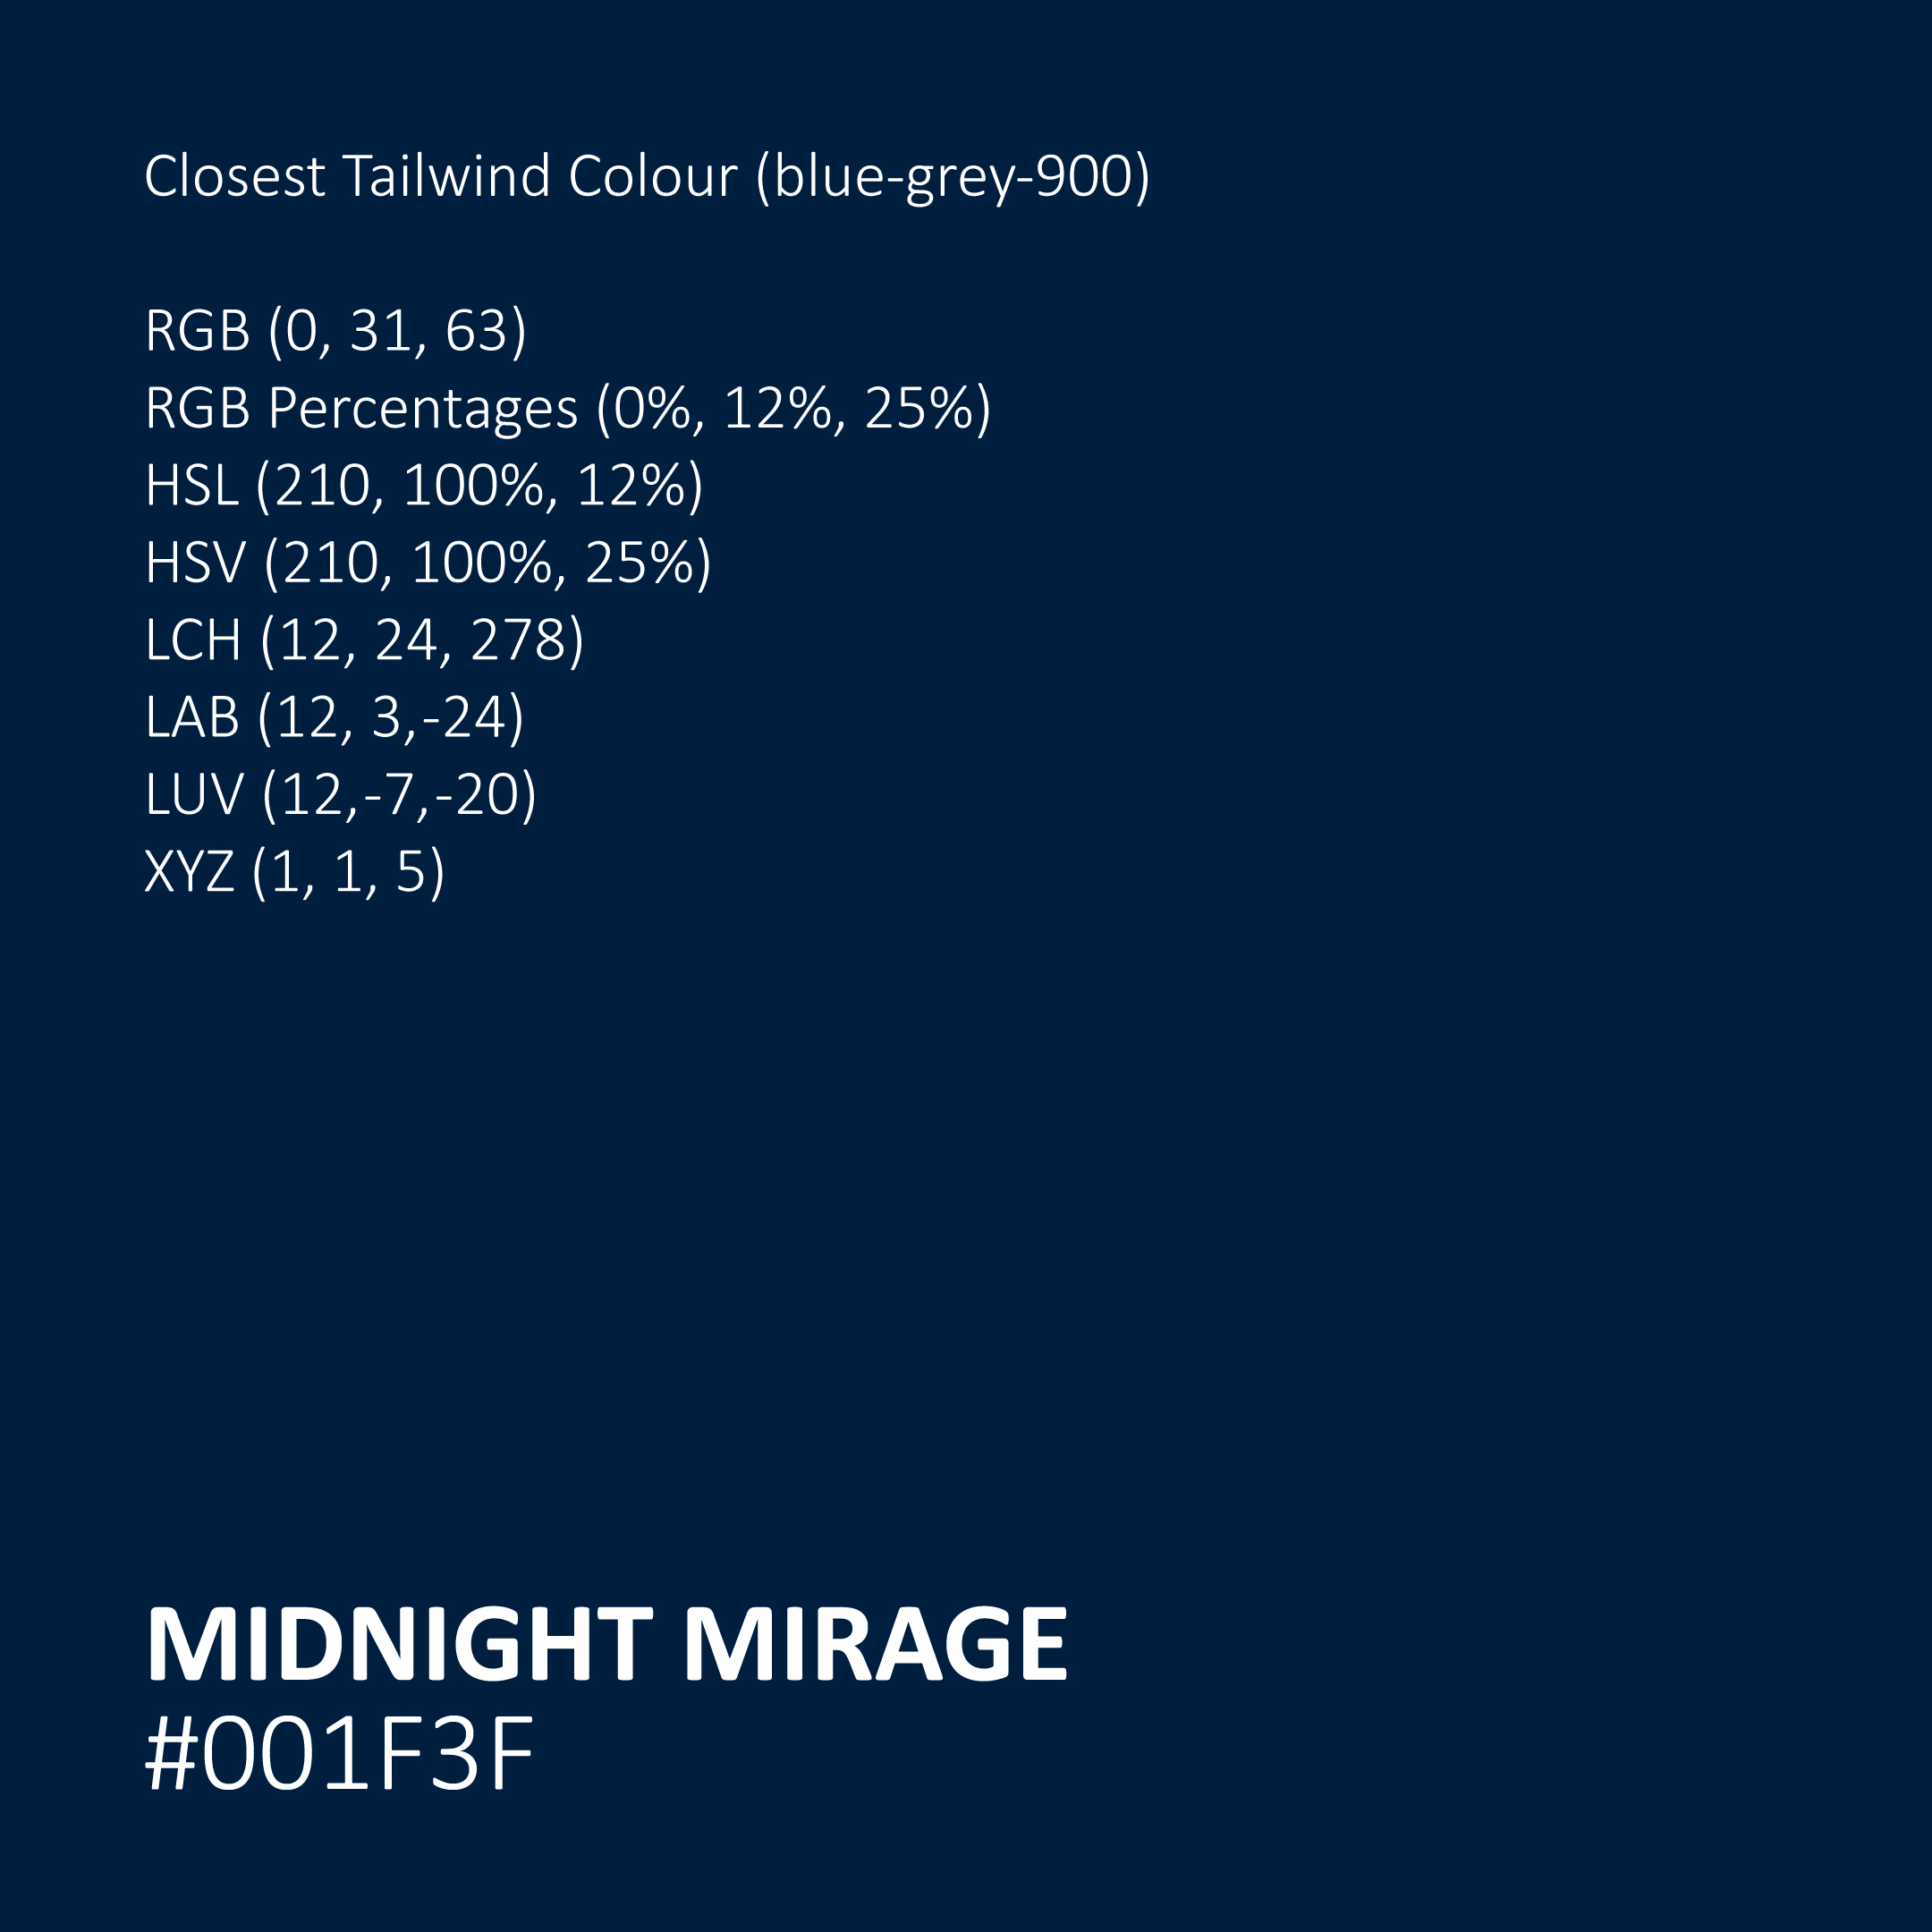 Closest Tailwind Colour (blue-grey-900)
RGB (0, 31, 63)
RGB Percentages (0%, 12%, 25%)
HSL (210, 100%, 12%)
HSV (210, 100%, 25%)
LCH (12, 24, 278)
LAB (12, 3,-24)
LUV (12,-7,-20)
XYZ (1, 1, 5)
MIDNIGHT MIRAGE
#001F3F